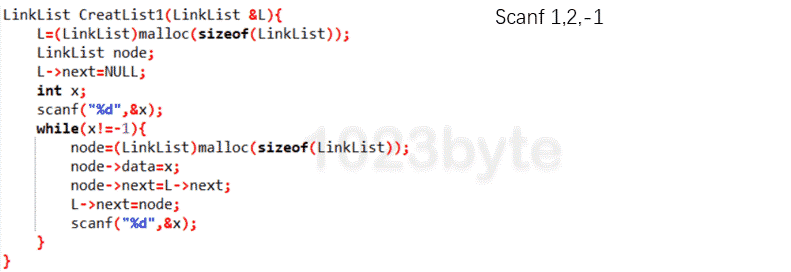 LinkList CreatList1(LinkList &L){
L=(LinkList)malloc(sizeof(LinkList));
LinkList node;
L->next=NULL;
int x;
scanf("%d",&x);
while(x!=-1){
node=(LinkList)malloc(sizeof(LinkList));
node->data=x;
node->next=L->next;
L->next=node;
scanf("%d",&x);
}
}
Scanf 1,2,-1
1023byte